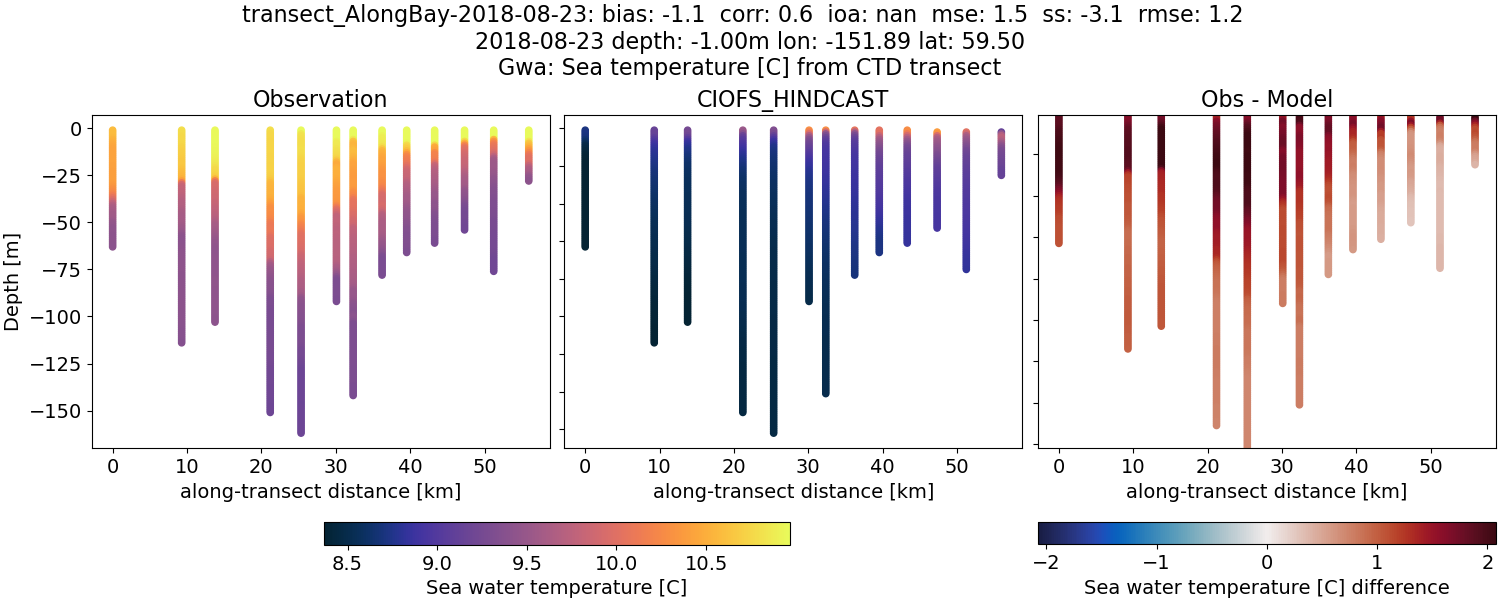 transect_AlongBay-2018-08-23: bias: -1.1  corr: 0.6  ioa: nan  mse: 1.5  ss: -3.1  rmse: 1.2
2018-08-23 depth: -1.00m lon: -151.89 lat: 59.50
Gwa: Sea temperature [C] from CTD transect
Observation
CIOFS_HINDCAST
Obs - Model
Depth [m]
0
−25
−50
−75
−100
−125
−150
0 10 20 30 40 50
0 10 20 30 40 50
0 10 20 30 40 50
along-transect distance [km]
along-transect distance [km]
along-transect distance [km]
8.5 9.0 9.5 10.0 10.5
Sea water temperature [C]
−2 −1 0 1 2
Sea water temperature [C] difference